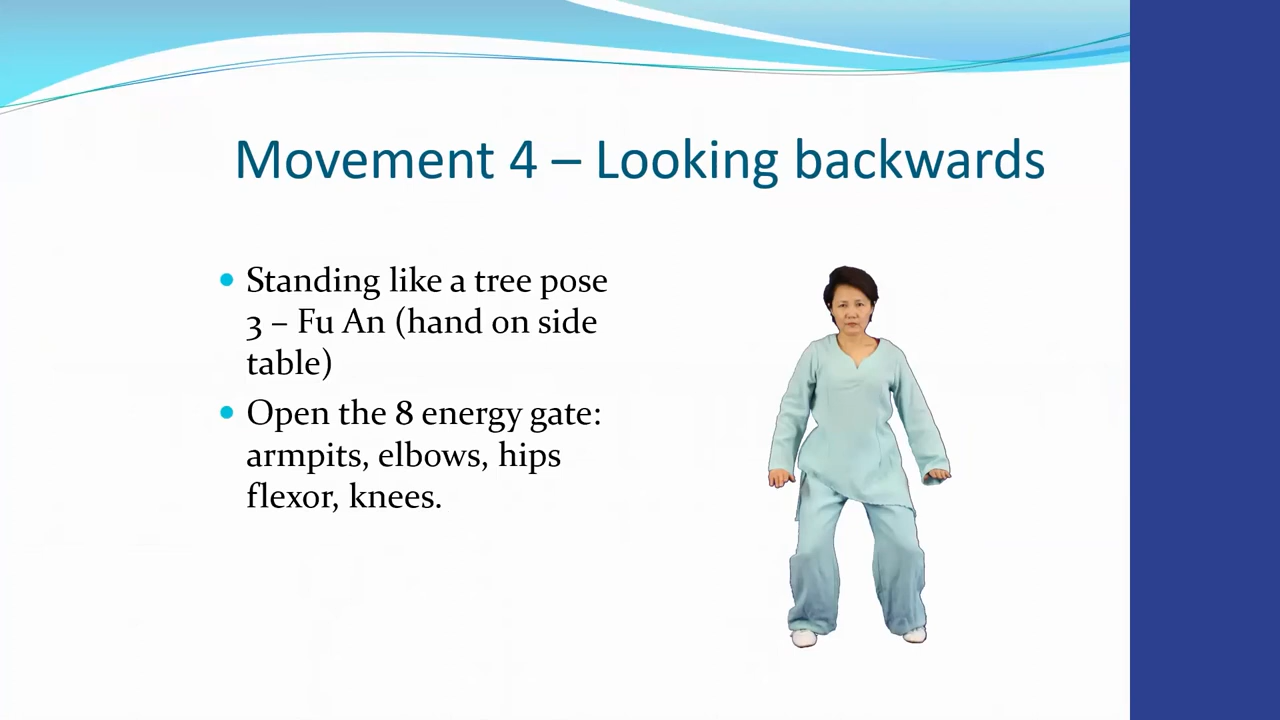 Movement 4 – Looking backwards
Standing like a tree pose
3 – Fu An (hand on side
table)
Open the 8 energy gate:
armpits, elbows, hips
flexor, knees.